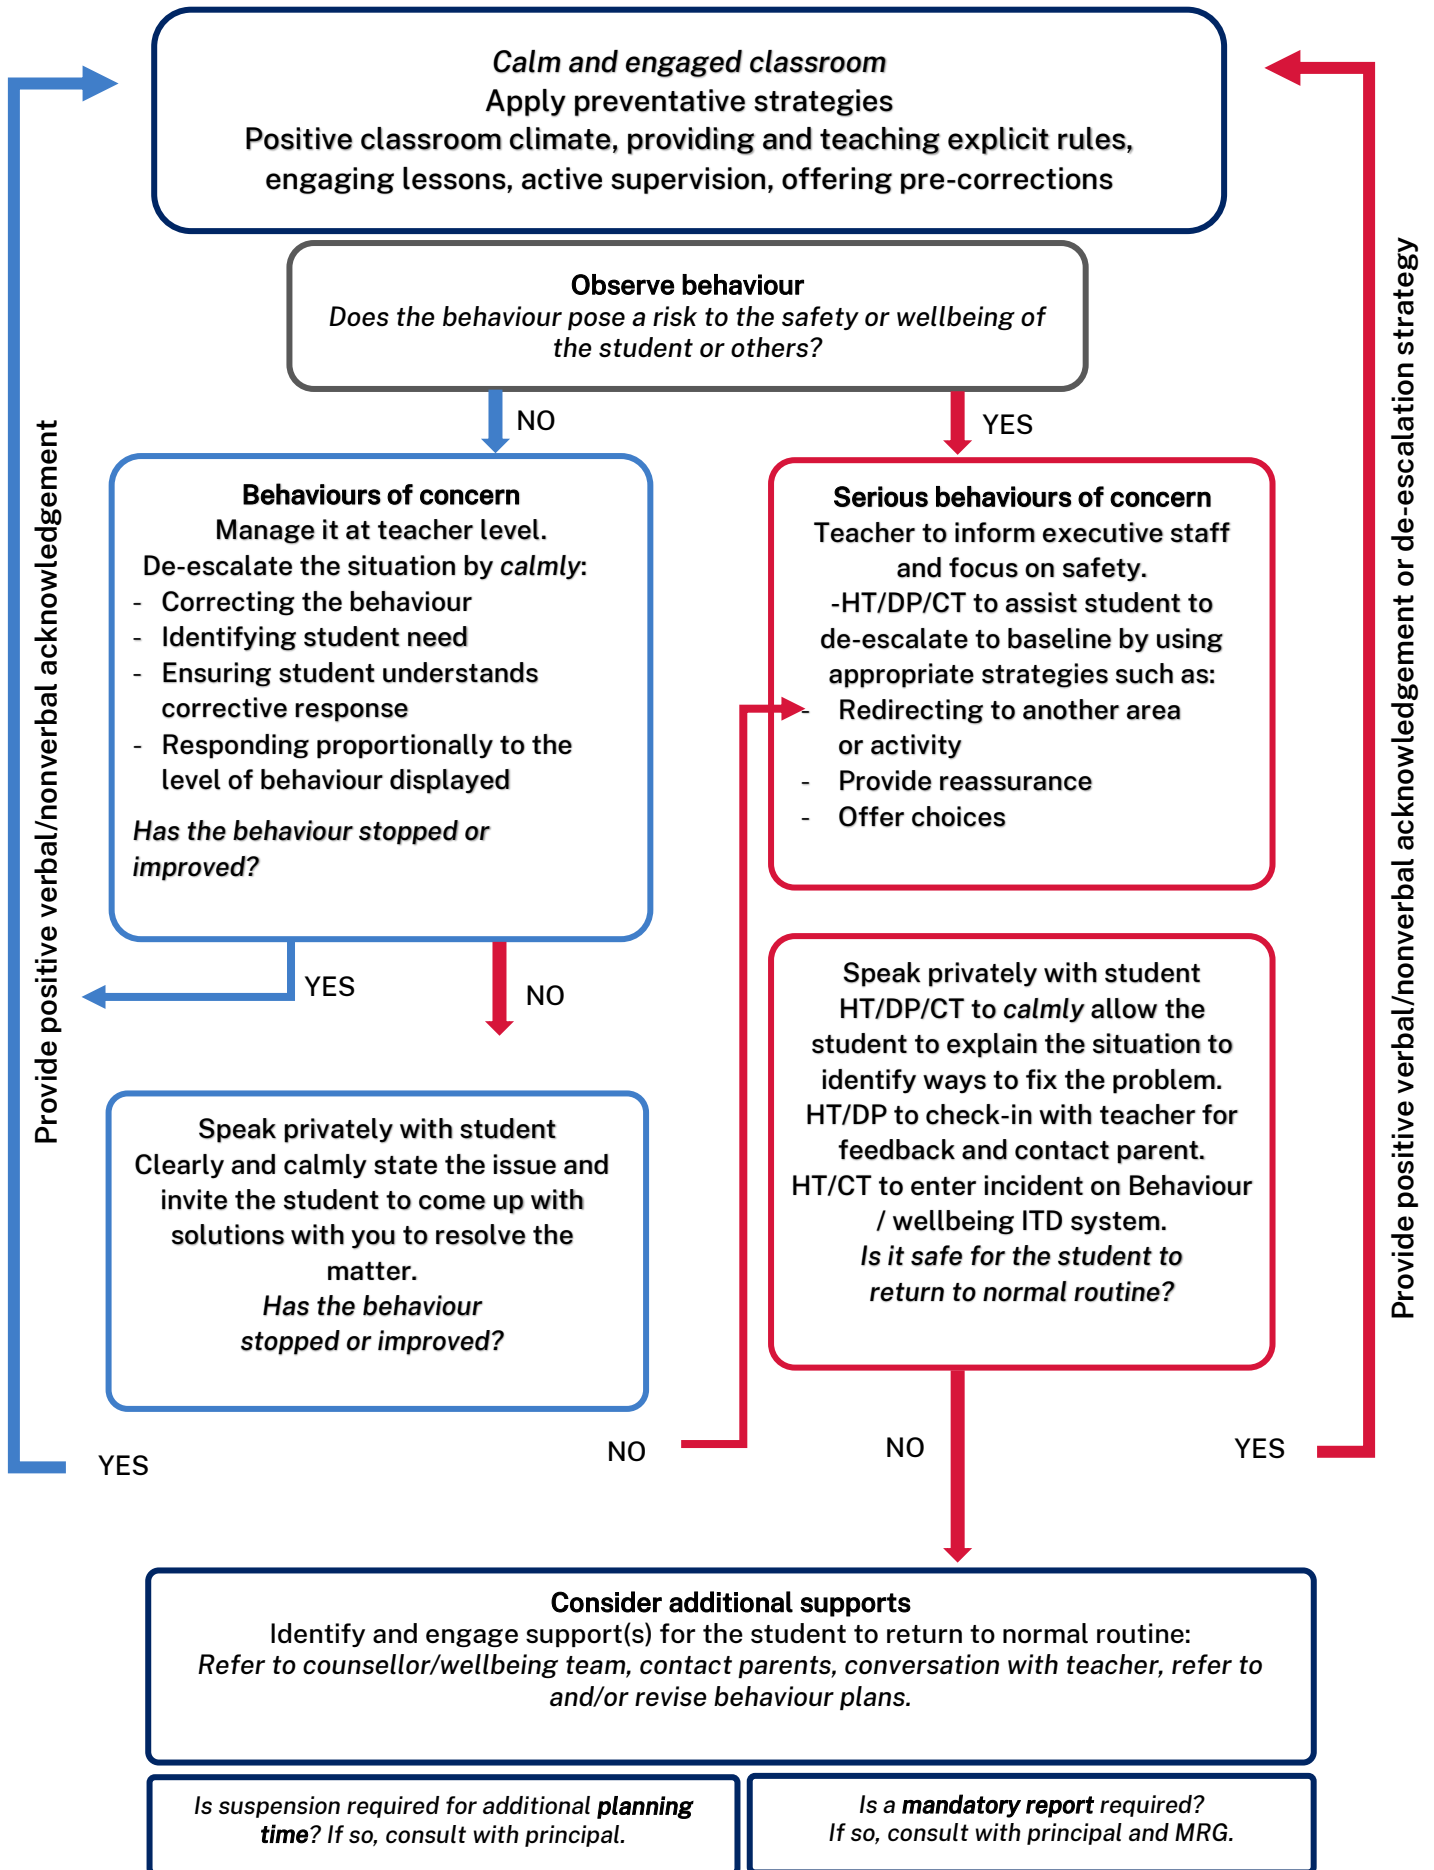 Calm and engaged classroom
Apply preventative strategies
Positive classroom climate, providing and teaching explicit rules,
engaging lessons, active supervision, offering pre-corrections
Observe behaviour
Does the behaviour pose a risk to the safety or wellbeing of
the student or others?
NO
YES
Provide positive verbal/nonverbal acknowledgement
Behaviours of concern
Manage it at teacher level.
De-escalate the situation by calmly:
- Correcting the behaviour
- Identifying student need
- Ensuring student understands
corrective response
- Responding proportionally to the
level of behaviour displayed
Has the behaviour stopped or
improved?
YES
NO
Speak privately with student
Clearly and calmly state the issue and
invite the student to come up with
solutions with you to resolve the
matter.
Has the behaviour
stopped or improved?
YES
NO
Serious behaviours of concern
Teacher to inform executive staff
and focus on safety.
-HT/DP/CT to assist student to
de-escalate to baseline by using
appropriate strategies such as:
- Redirecting to another area
or activity
- Provide reassurance
- Offer choices
Speak privately with student
HT/DP/CT to calmly allow the
student to explain the situation to
identify ways to fix the problem.
HT/DP to check-in with teacher for
feedback and contact parent.
HT/CT to enter incident on Behaviour
/ wellbeing ITD system.
Is it safe for the student to
return to normal routine?
NO
YES
Provide positive verbal/nonverbal acknowledgement or de-escalation strategy
Consider additional supports
Identify and engage support(s) for the student to return to normal routine:
Refer to counsellor/wellbeing team, contact parents, conversation with teacher, refer to
and/or revise behaviour plans.
Is suspension required for additional planning
time? If so, consult with principal.
Is a mandatory report required?
If so, consult with principal and MRG.